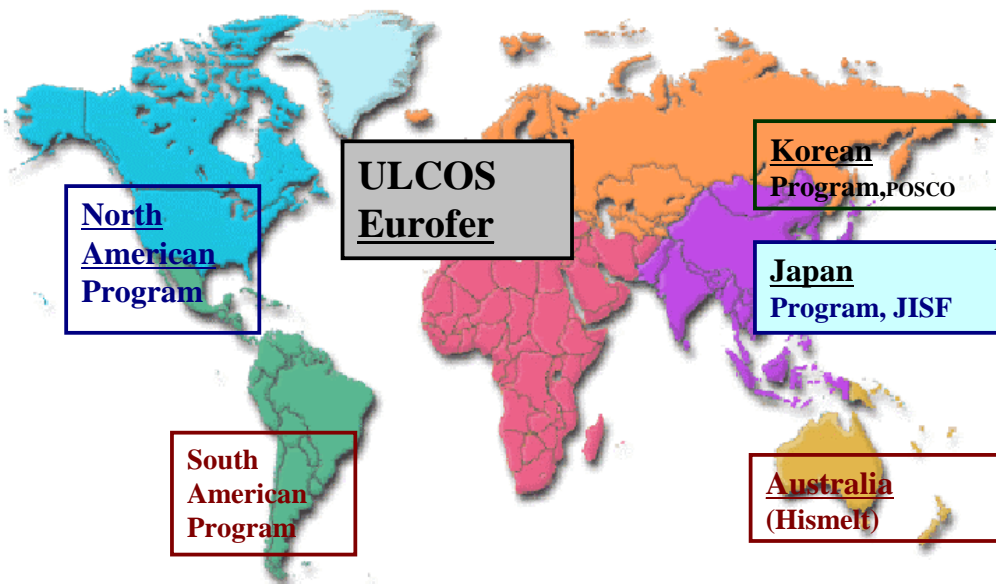 ULCOS
Eurofer
Korean
Program,POSCO
North
American
Program
Japan
Program, JISF
South
American
Program
Australia
(Hismelt)